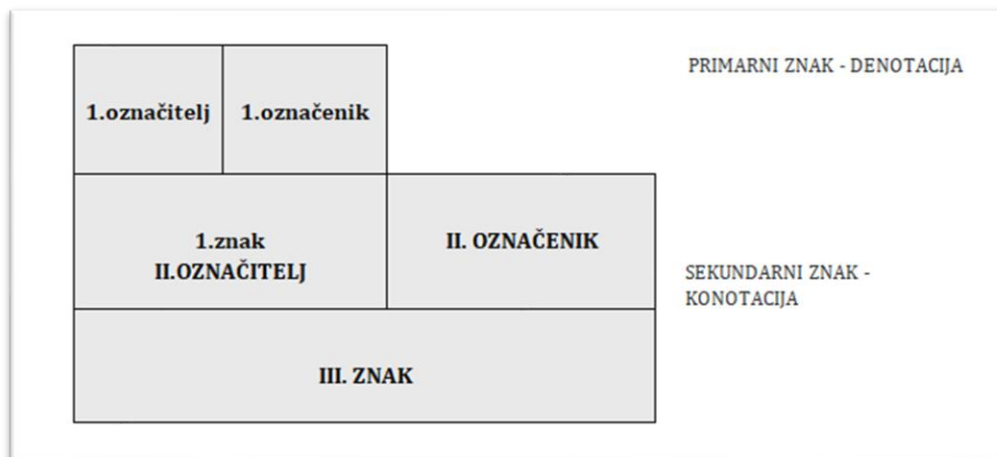 PRIMARNI ZNAK - DENOTACIJA
1.označitelj
1.označenik
1.znak
II.OZNAČITELJ
II. OZNAČENIK
SEKUNDARNI ZNAK -
KONOTACIJA
III. ZNAK